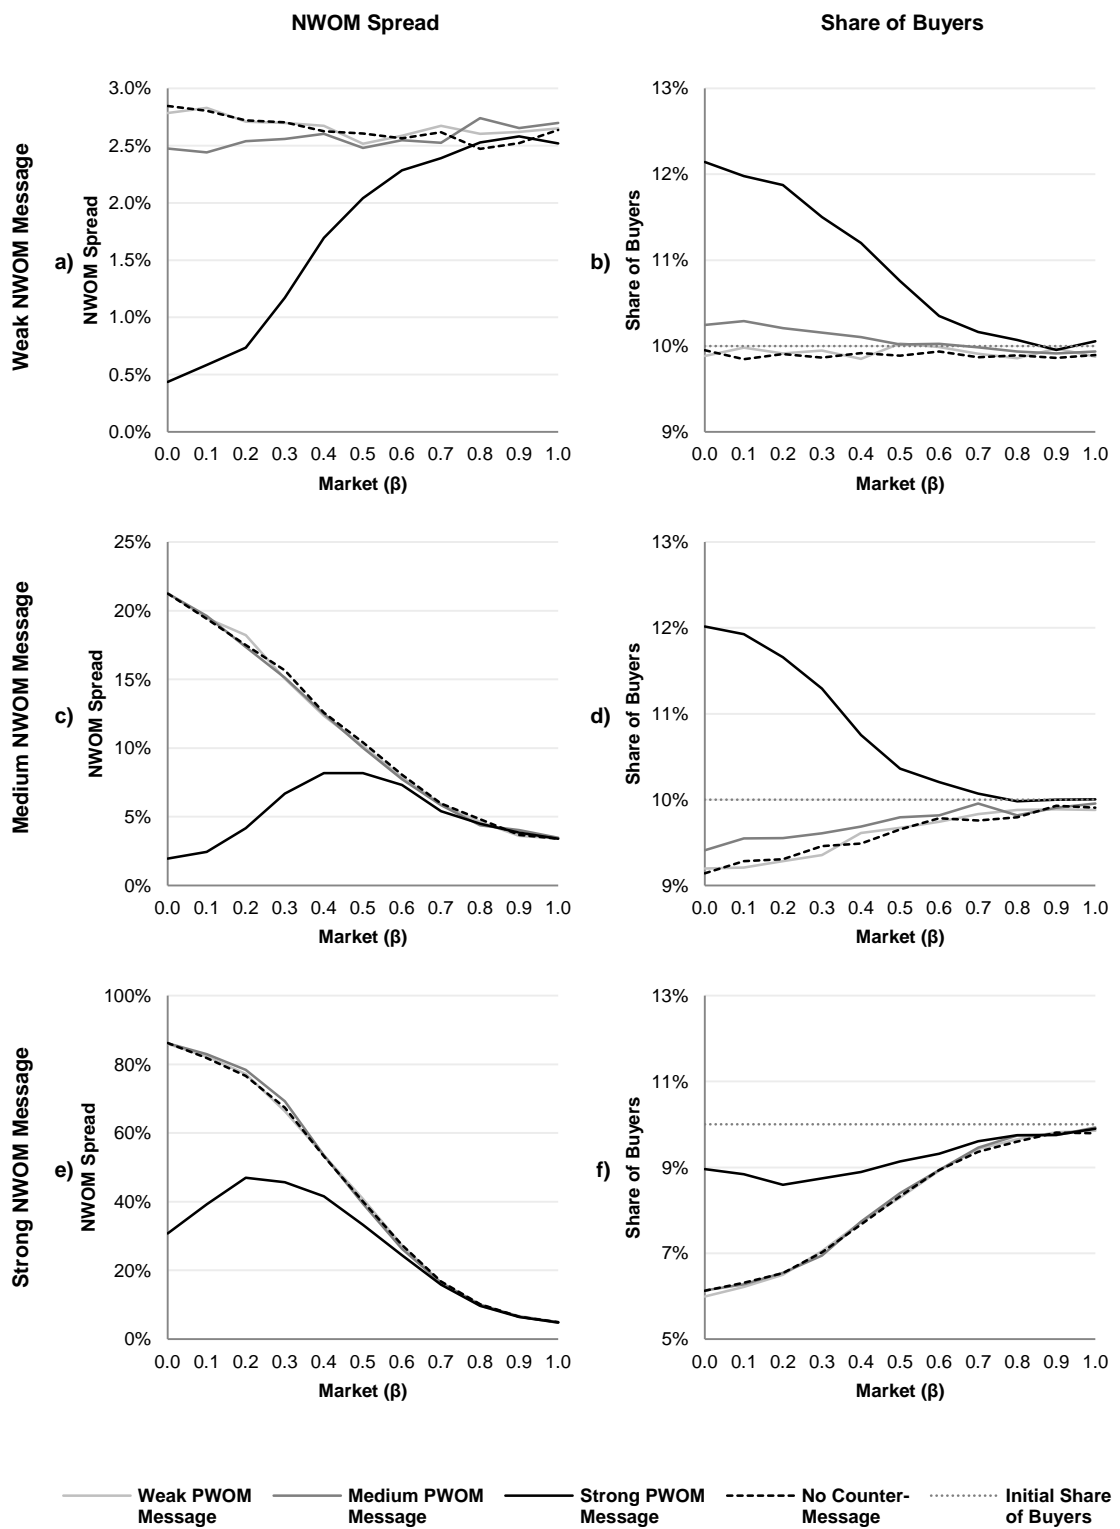 NWOM Spread
Share of Buyers
Weak NWOM Message
a)
NWOM Spread
3.0%
2.5%
2.0%
1.5%
1.0%
0.5%
0.0%
0.0 0.1 0.2 0.3 0.4 0.5 0.6 0.7 0.8 0.9 1.0
Market (β)
b)
Share of Buyers
13%
12%
11%
10%
9%
0.0 0.1 0.2 0.3 0.4 0.5 0.6 0.7 0.8 0.9 1.0
Market (β)
Medium NWOM Message
c)
NWOM Spread
25%
20%
15%
10%
5%
0%
0.0 0.1 0.2 0.3 0.4 0.5 0.6 0.7 0.8 0.9 1.0
Market (β)
d)
Share of Buyers
13%
12%
11%
10%
9%
0.0 0.1 0.2 0.3 0.4 0.5 0.6 0.7 0.8 0.9 1.0
Market (β)
Strong NWOM Message
e)
NWOM Spread
100%
80%
60%
40%
20%
0%
0.0 0.1 0.2 0.3 0.4 0.5 0.6 0.7 0.8 0.9 1.0
Market (β)
f)
Share of Buyers
13%
11%
9%
7%
5%
0.0 0.1 0.2 0.3 0.4 0.5 0.6 0.7 0.8 0.9 1.0
Market (β)
Weak PWOM
Message
Medium PWOM
Message
Strong PWOM
Message
No Counter-
Message
Initial Share
of Buyers